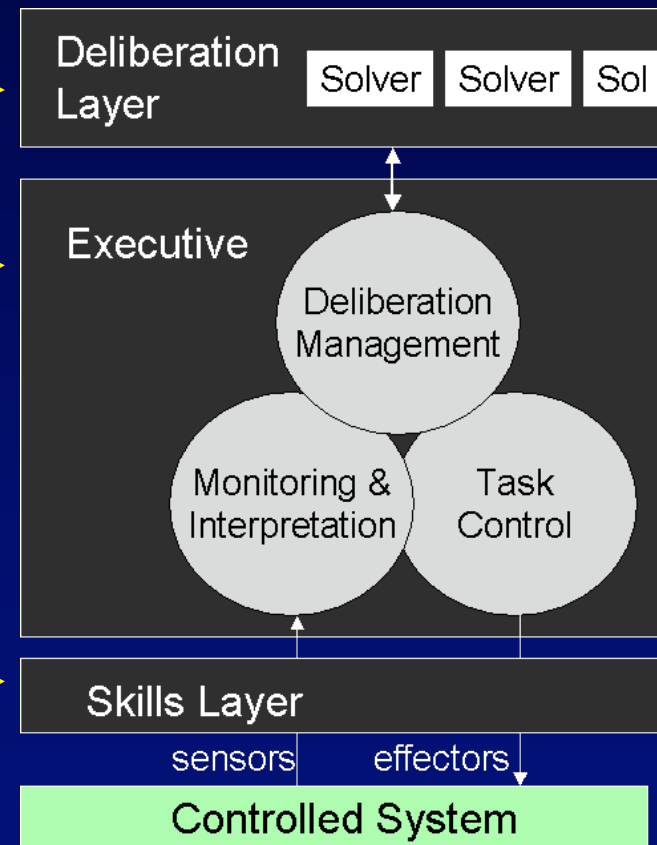 Deliberation
Layer
Solver Solver Sol
Executive
Deliberation
Management
Monitoring &
Interpretation
Task
Control
Skills Layer
sensors effectors
Controlled System